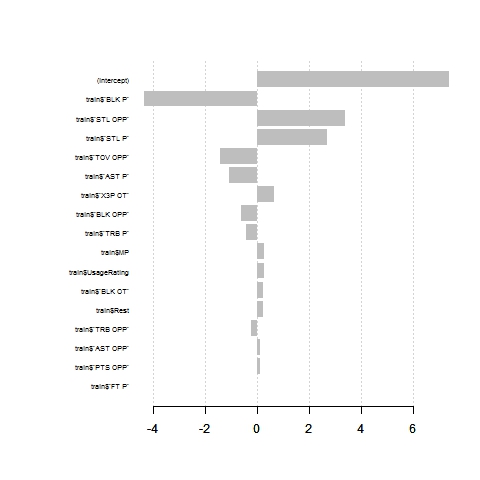 (Intercept)
train$`BLK P`
train$`STL OPP`
train$`STL P`
train$`TOV OPP`
train$`AST P`
train$`X3P OT`
train$`BLK OPP`
train$`TRB P`
train$MP
train$UsageRating
train$`BLK OT`
train$Rest
train$`TRB OPP`
train$`AST OPP`
train$`PTS OPP`
train$`FT P`
-4 -2 0 2 4 6